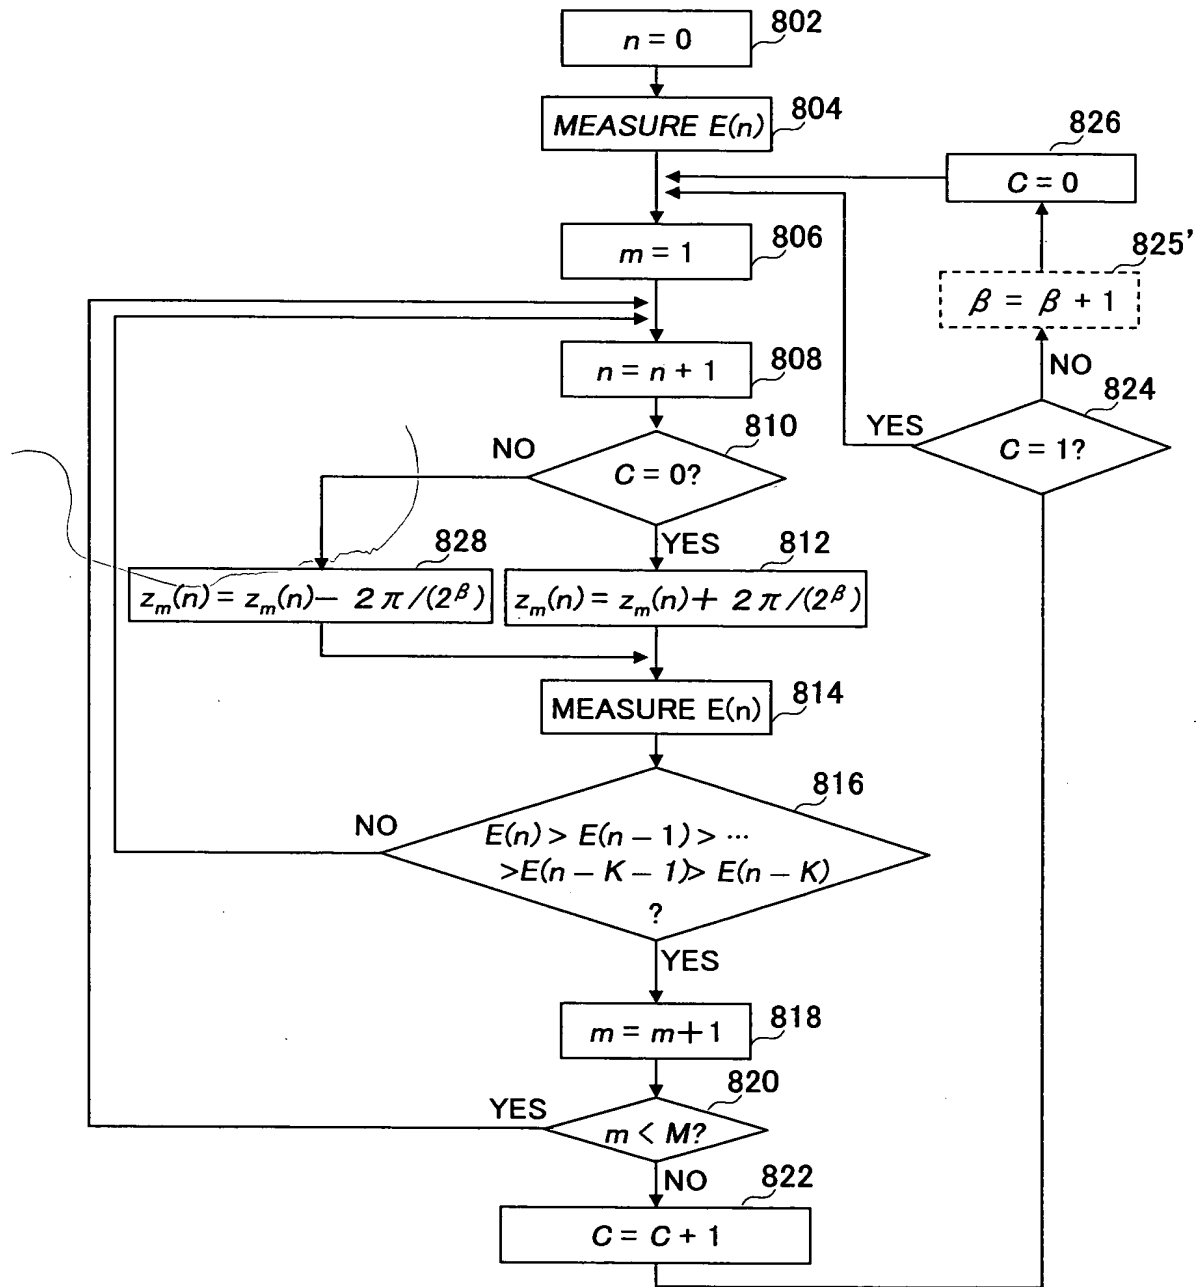 n = 0
802
MEASURE E(n)
804
826
C = 0
m = 1
806
825'
β = β + 1
n = n + 1
808
NO
824
810
YES
C = 1?
NO
C = 0?
YES
828
812
z_m(n) = z_m(n) − 2π/(2^β)
z_m(n) = z_m(n) + 2π/(2^β)
MEASURE E(n)
814
816
NO
E(n) > E(n − 1) > ···
>E(n − K − 1)> E(n − K)
?
YES
m = m + 1
818
820
YES
m < M?
NO
822
C = C + 1